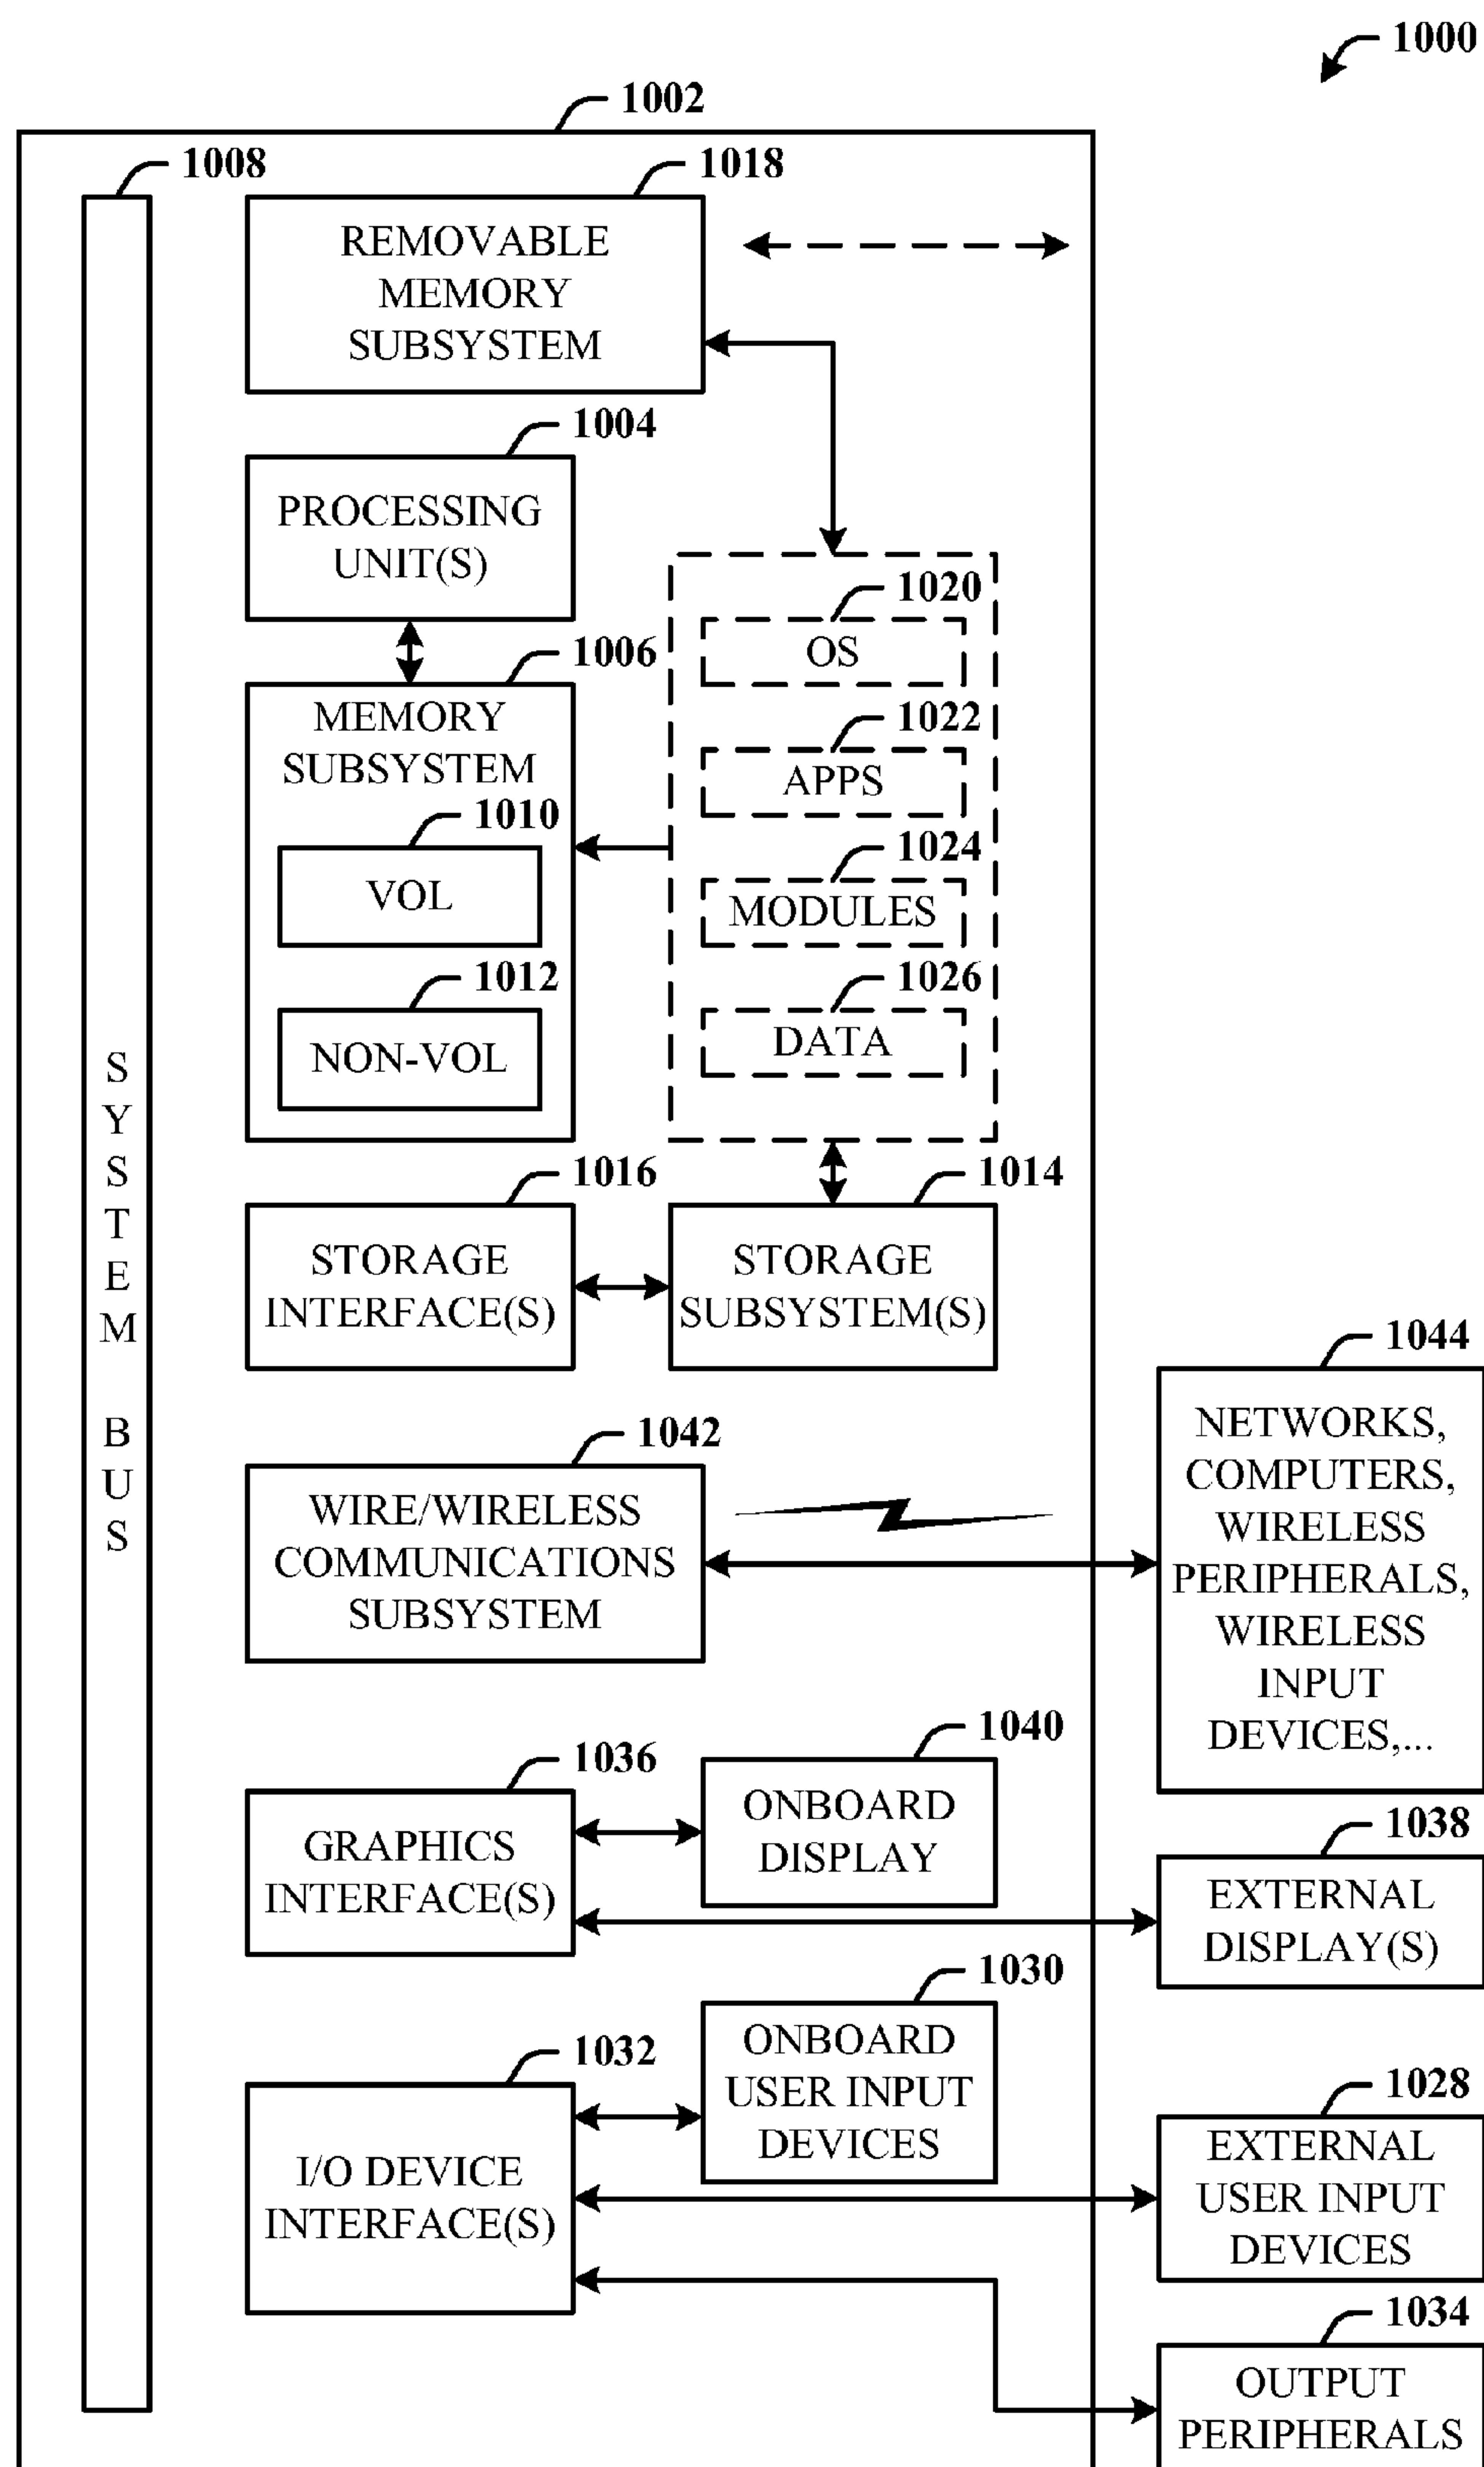 1000
1002
1008
1018
REMOVABLE
MEMORY
SUBSYSTEM
1004
PROCESSING
UNIT(S)
1020
OS
1006
MEMORY
SUBSYSTEM
1022
APPS
1010
VOL
1024
MODULES
1012
NON-VOL
1026
DATA
SYSTEM BUS
1016
STORAGE
INTERFACE(S)
1014
STORAGE
SUBSYSTEM(S)
1044
NETWORKS,
COMPUTERS,
WIRELESS
PERIPHERALS,
WIRELESS
INPUT
DEVICES,...
1042
WIRE/WIRELESS
COMMUNICATIONS
SUBSYSTEM
1040
ONBOARD
DISPLAY
1036
GRAPHICS
INTERFACE(S)
1038
EXTERNAL
DISPLAY(S)
1030
ONBOARD
USER INPUT
DEVICES
1032
I/O DEVICE
INTERFACE(S)
1028
EXTERNAL
USER INPUT
DEVICES
1034
OUTPUT
PERIPHERALS